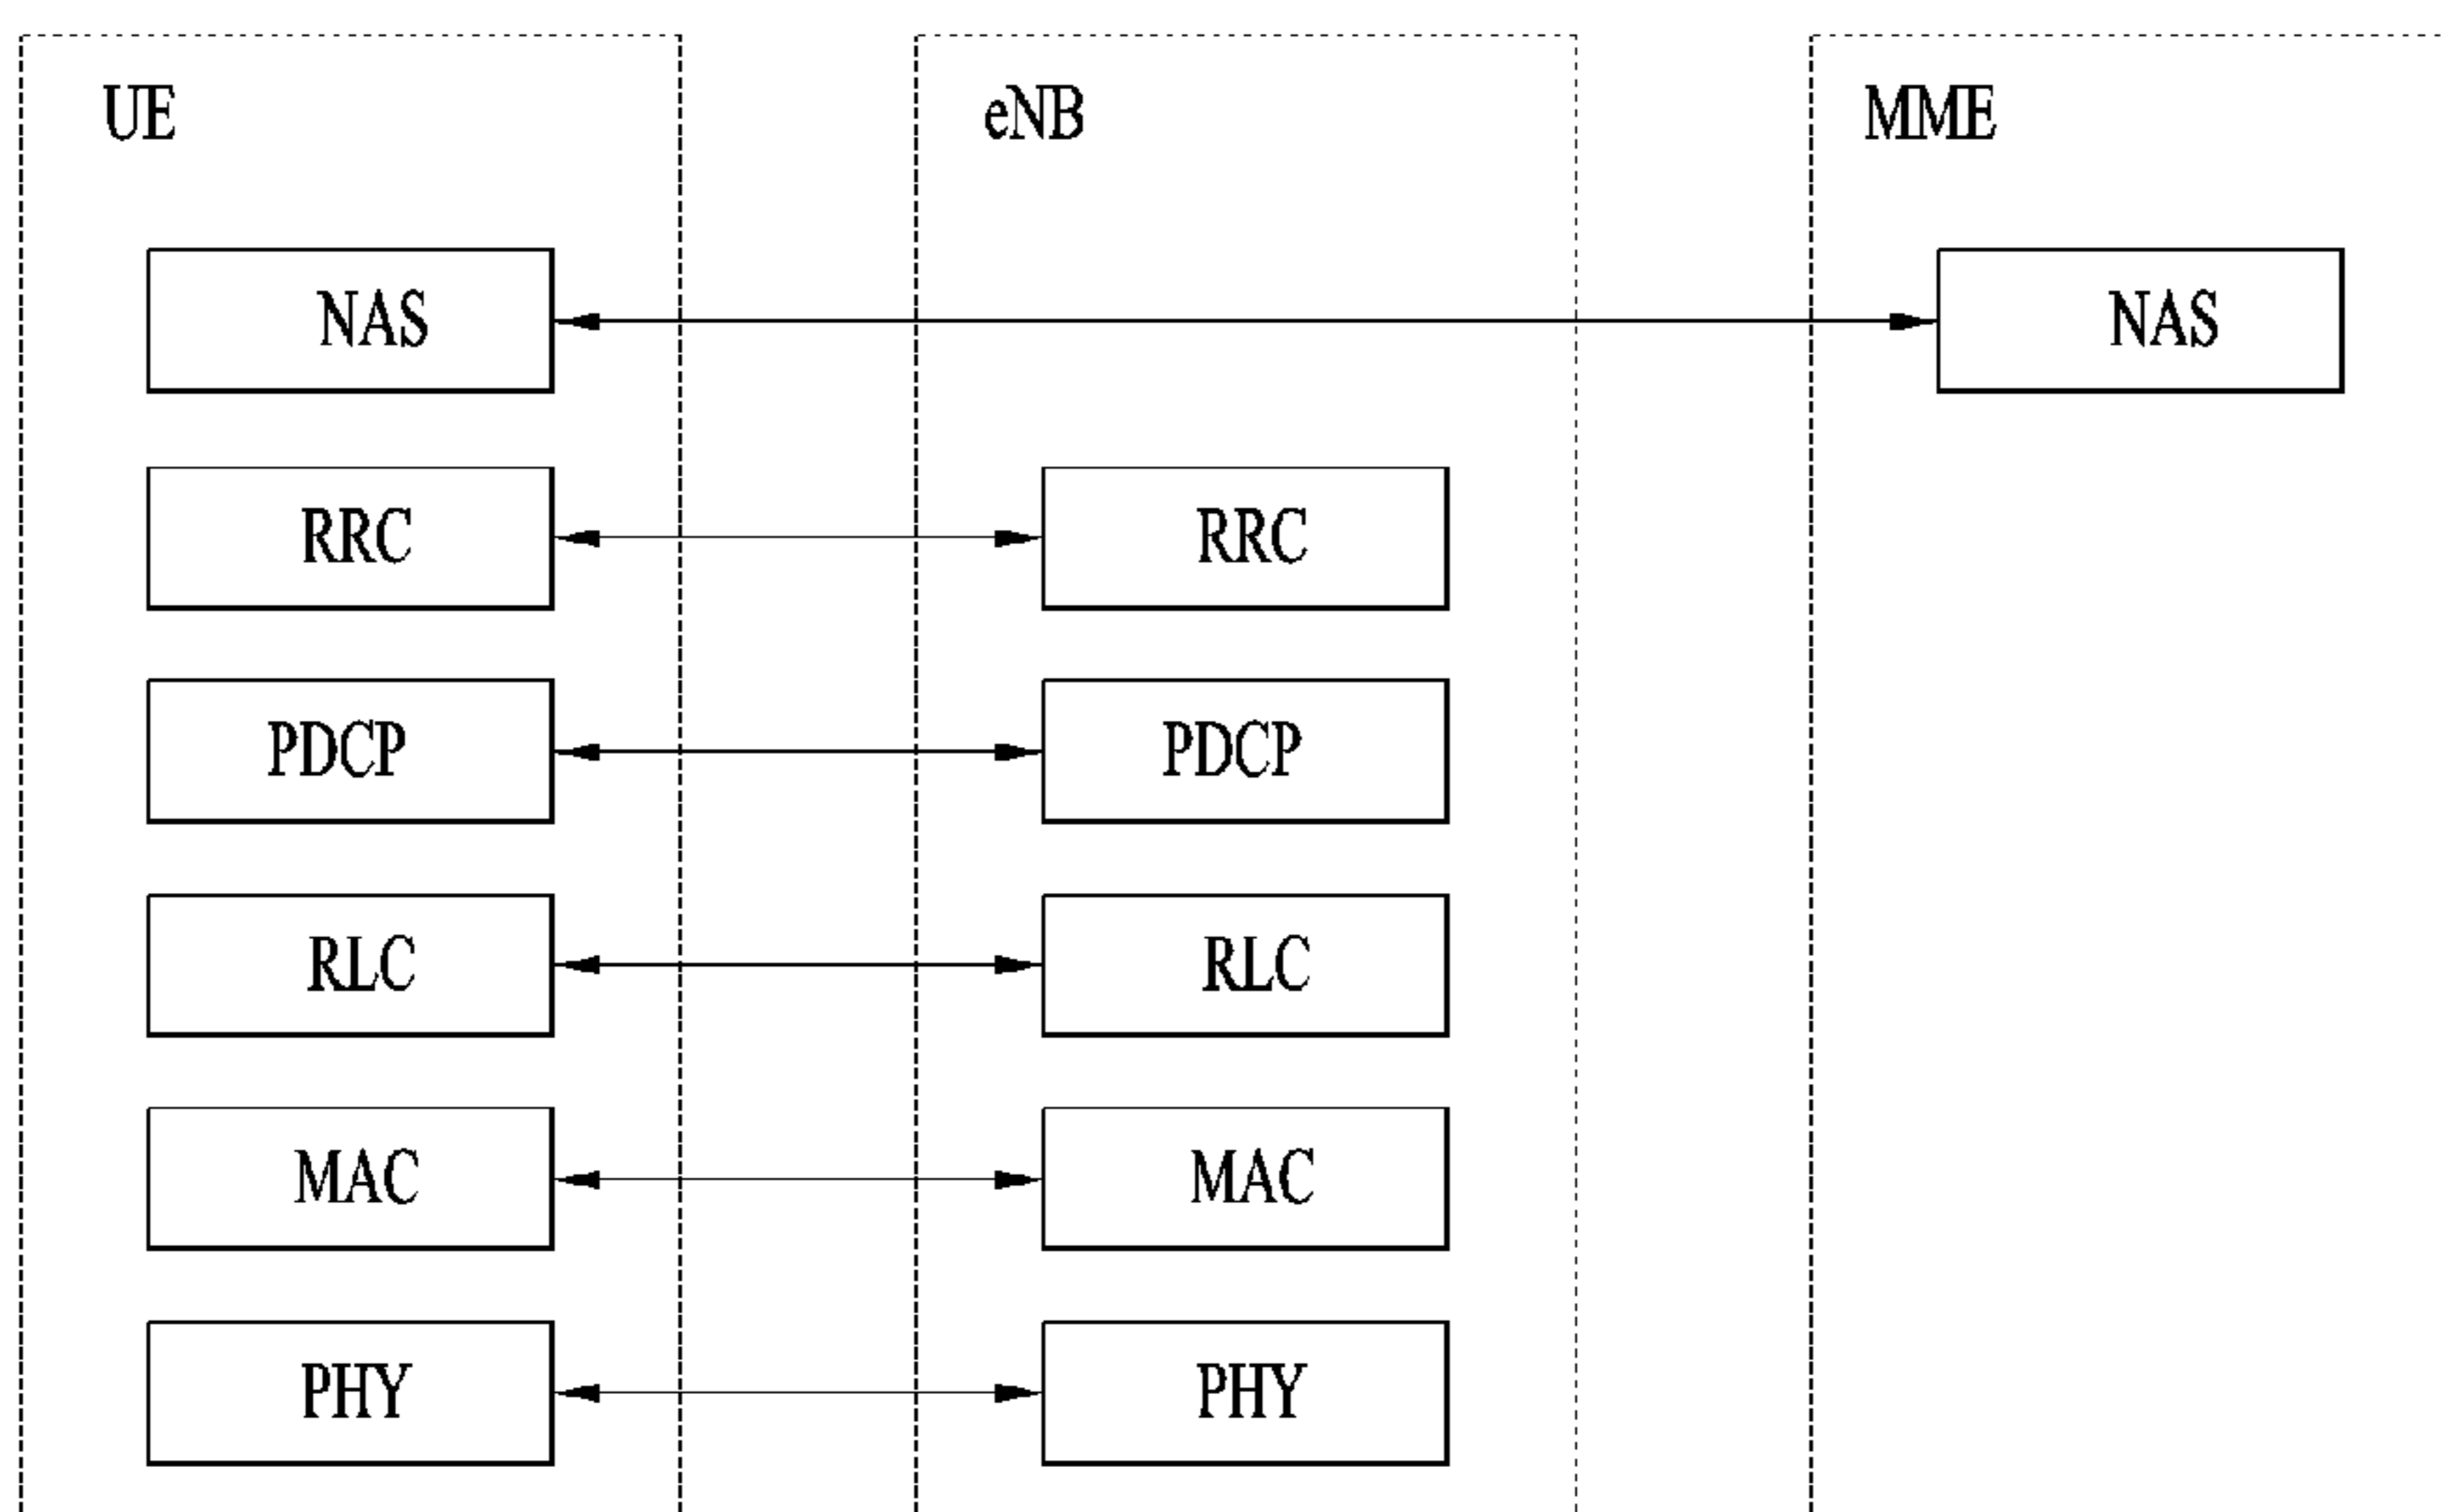 UE eNB MME
NAS NAS
RRC RRC
PDCP PDCP
RLC RLC
MAC MAC
PHY PHY